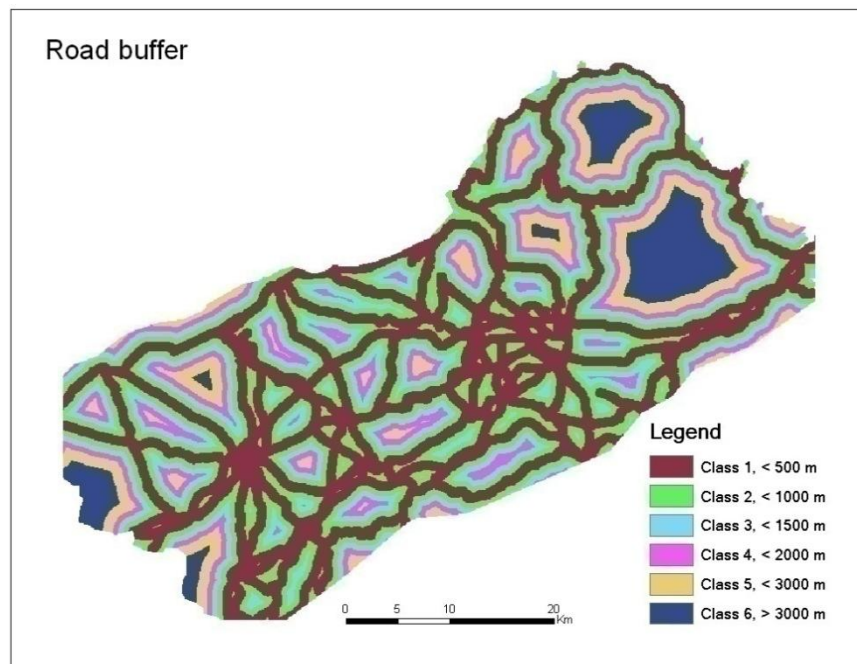 Road buffer
Legend
Class 1, < 500 m
Class 2, < 1000 m
Class 3, < 1500 m
Class 4, < 2000 m
Class 5, < 3000 m
Class 6, > 3000 m
0 5 10 20
Km